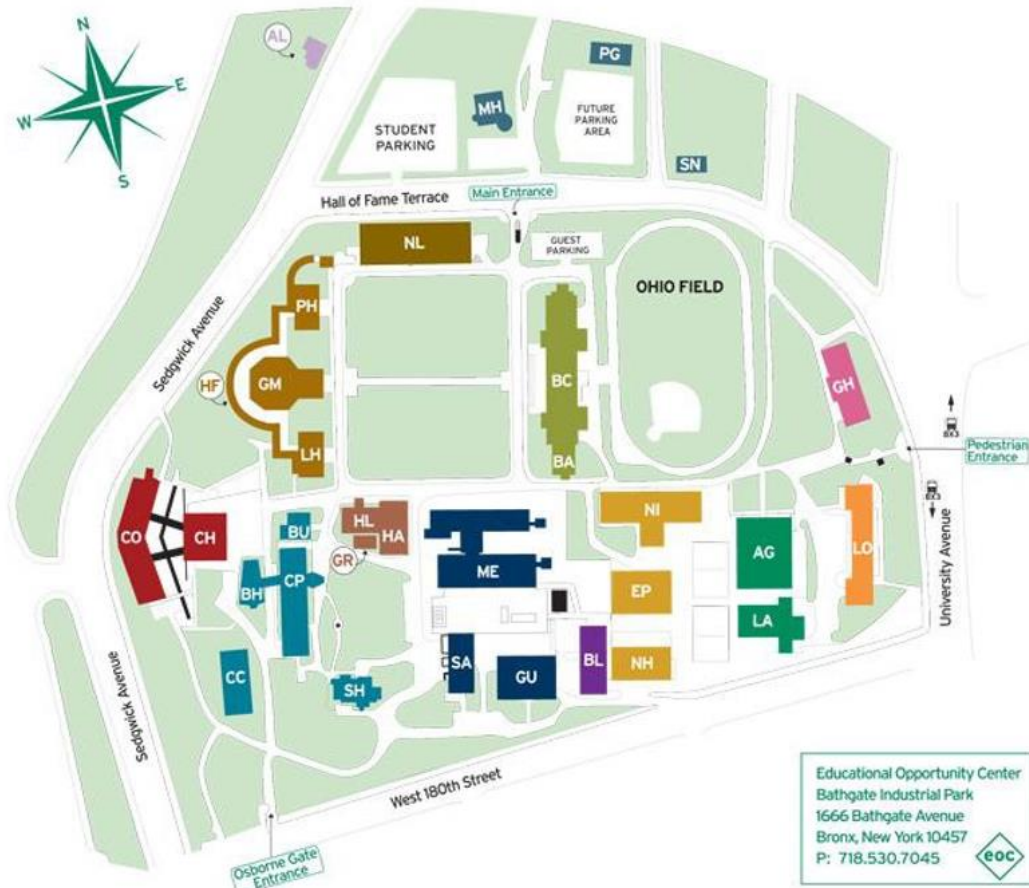 N
E
W
S
AL
PG
MH
STUDENT
PARKING
FUTURE
PARKING
AREA
SN
Hall of Fame Terrace
Main Entrance
NL
GUEST
PARKING
OHIO FIELD
Sedgwick Avenue
PH
HF
GM
BC
GH
BX3
LH
BA
Pedestrian
Entrance
BX3
CO
CH
BU
HL
HA
GR
ME
NI
AG
LO
BH
CP
EP
LA
University Avenue
CC
SH
SA
GU
BL
NH
Sedgwick Avenue
West 180th Street
Osborne Gate
Entrance
Educational Opportunity Center
Bathgate Industrial Park
1666 Bathgate Avenue
Bronx, New York 10457
P: 718.530.7045
eoc